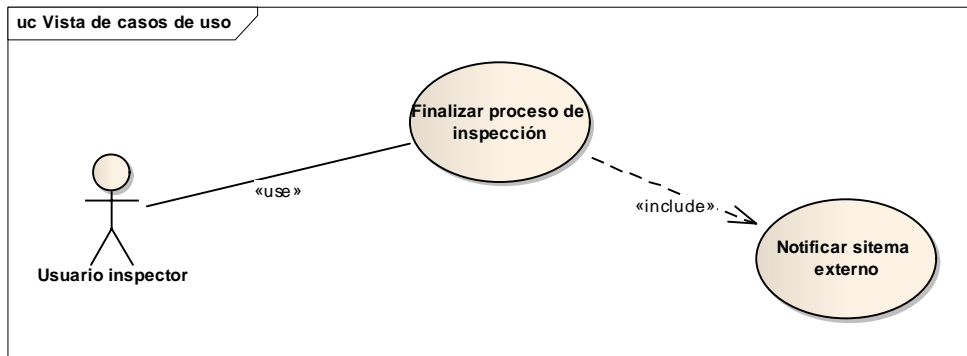 uc Vista de casos de uso
Finalizar proceso de
inspección
«use»
«include»
Usuario inspector
Notificar sitema
externo